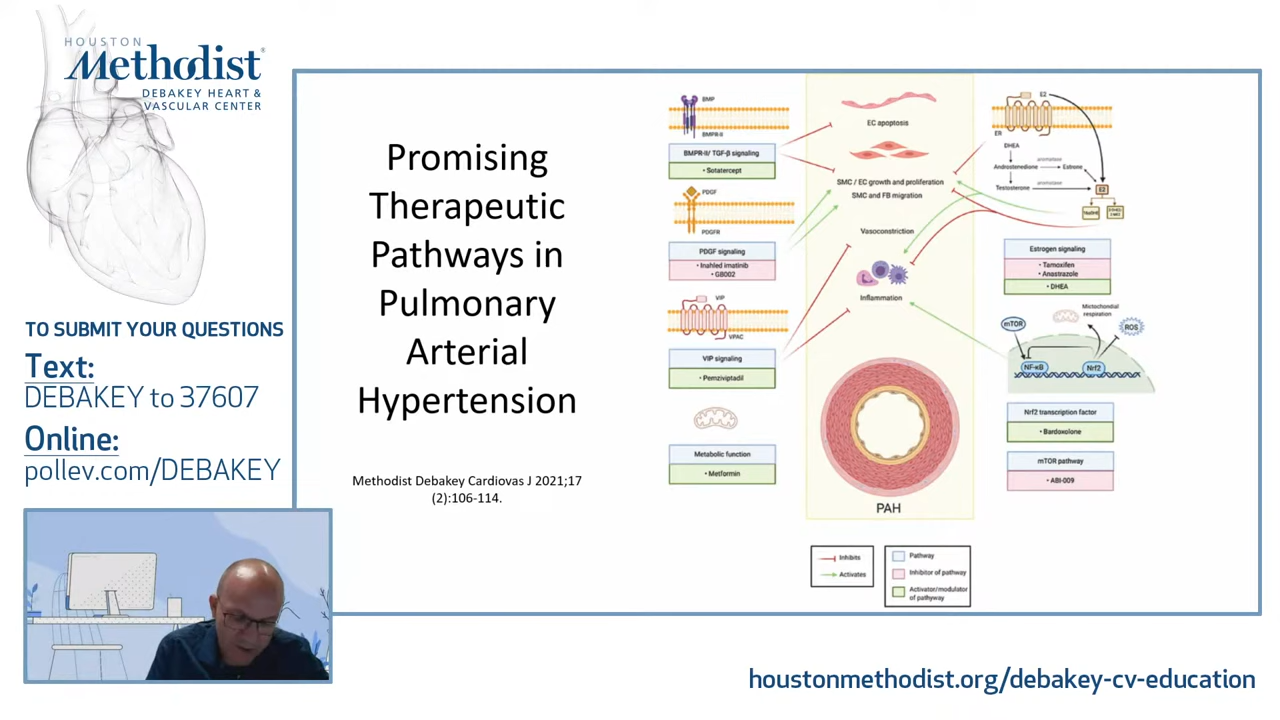 HOUSTON
Methodist®
DEBAKEY HEART &
VASCULAR CENTER
TO SUBMIT YOUR QUESTIONS
Text:
DEBAKEY to 37607
Online:
pollev.com/DEBAKEY
Promising
Therapeutic
Pathways in
Pulmonary
Arterial
Hypertension
Methodist Debakey Cardiovas J 2021;17
(2):106-114.
BMP
BMPR-II
BMPR-II/ TGF-β signaling
• Sotatercept
PDGF
PDGFR
PDGF signaling
• Inahled imatinib
• GB002
VIP
VPAC
VIP signaling
• Pemziviptadil
Metabolic function
• Metformin
EC apoptosis
SMC / EC growth and proliferation
SMC and FB migration
Vasoconstriction
Inflammation
PAH
Inhibits
Activates
Pathway
Inhibitor of pathway
Activator/modulator
of pathyway
E2
ER
DHEA
aromatase
Androstenedione
Estrone
aromatase
Testosterone
E2
Estrogen signaling
• Tamoxifen
• Anastrazole
• DHEA
Mictochondial
respiration
mTOR
ROS
NF-κB
Nrf2
Nrf2 transcription factor
• Bardoxolone
mTOR pathway
• ABI-009
houstonmethodist.org/debakey-cv-education